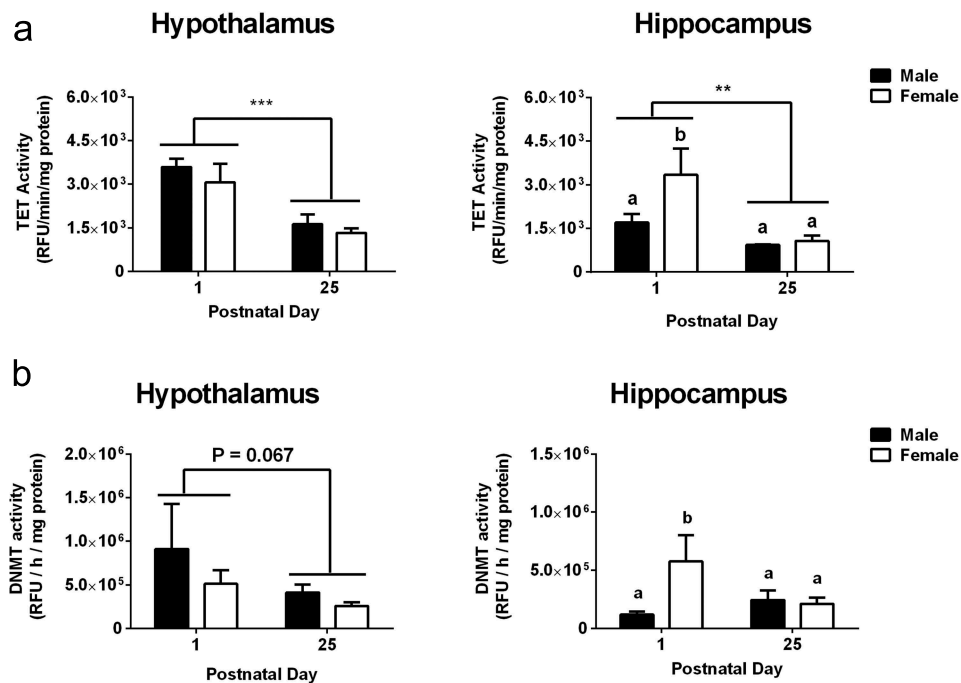 a
Hypothalamus
TET Activity
(RFU/min/mg protein)
6.0×10³
4.5×10³
3.0×10³
1.5×10³
0
***
1
25
Postnatal Day
Hippocampus
TET Activity
(RFU/min/mg protein)
6.0×10³
4.5×10³
3.0×10³
1.5×10³
0
**
a
b
a
a
1
25
Postnatal Day
Male
Female
b
Hypothalamus
DNMT activity
(RFU / h / mg protein)
2.0×10⁶
1.5×10⁶
1.0×10⁶
5.0×10⁵
0
P = 0.067
1
25
Postnatal Day
Hippocampus
DNMT activity
(RFU / h / mg protein)
1.5×10⁶
1.0×10⁶
5.0×10⁵
0
a
b
a
a
1
25
Postnatal Day
Male
Female